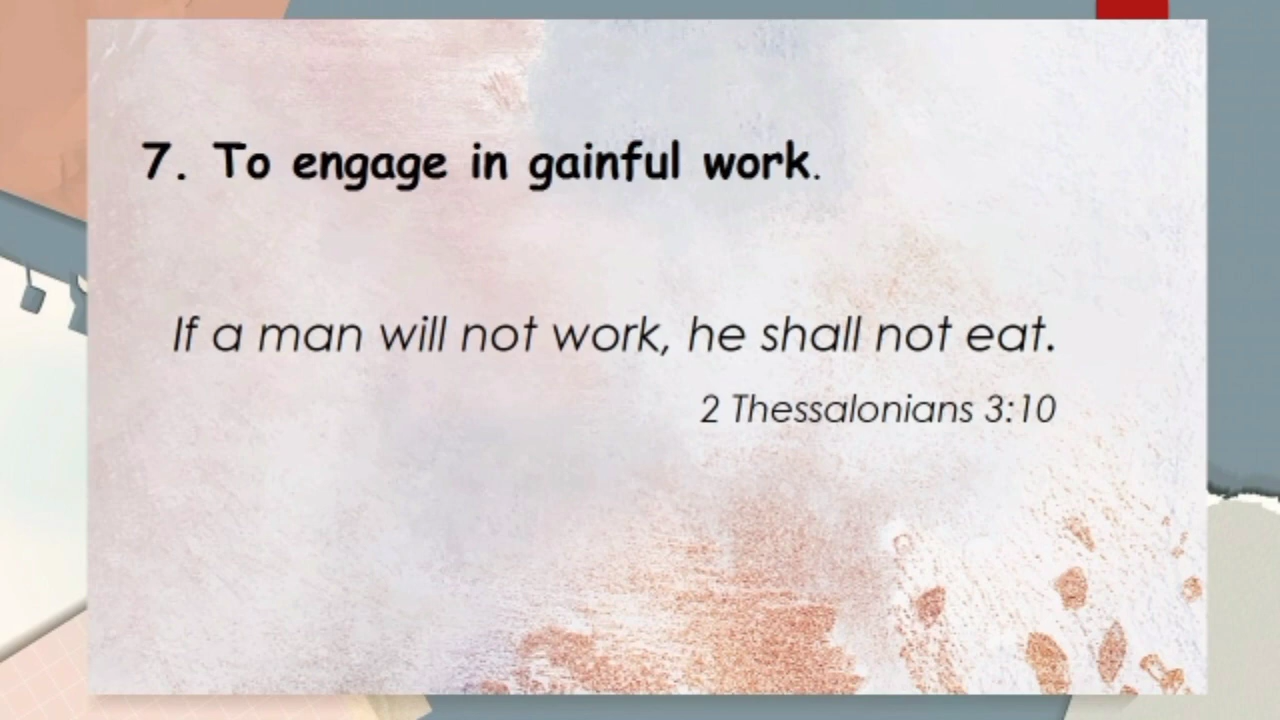 7. To engage in gainful work.
If a man will not work, he shall not eat.
2 Thessalonians 3:10